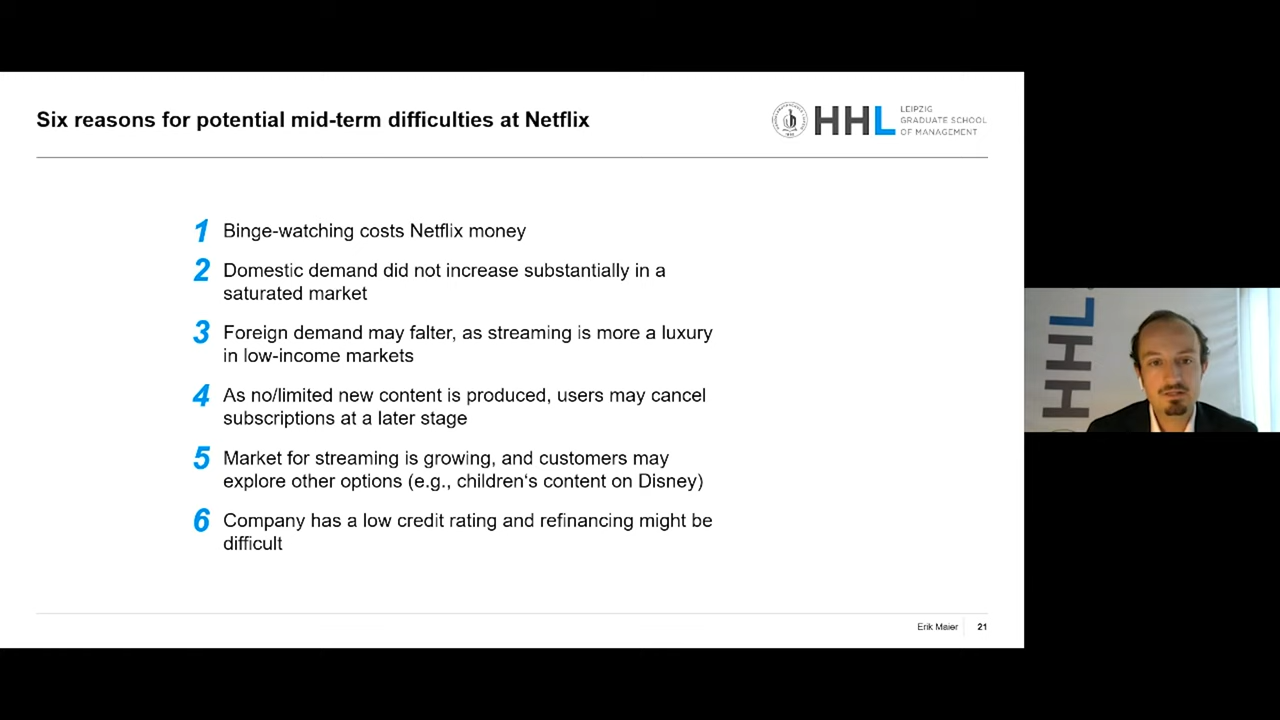 Six reasons for potential mid-term difficulties at Netflix
HHL
LEIPZIG
GRADUATE SCHOOL
OF MANAGEMENT
1 Binge-watching costs Netflix money
2 Domestic demand did not increase substantially in a
saturated market
3 Foreign demand may falter, as streaming is more a luxury
in low-income markets
4 As no/limited new content is produced, users may cancel
subscriptions at a later stage
5 Market for streaming is growing, and customers may
explore other options (e.g., children‘s content on Disney)
6 Company has a low credit rating and refinancing might be
difficult
Erik Maier
21
HHL